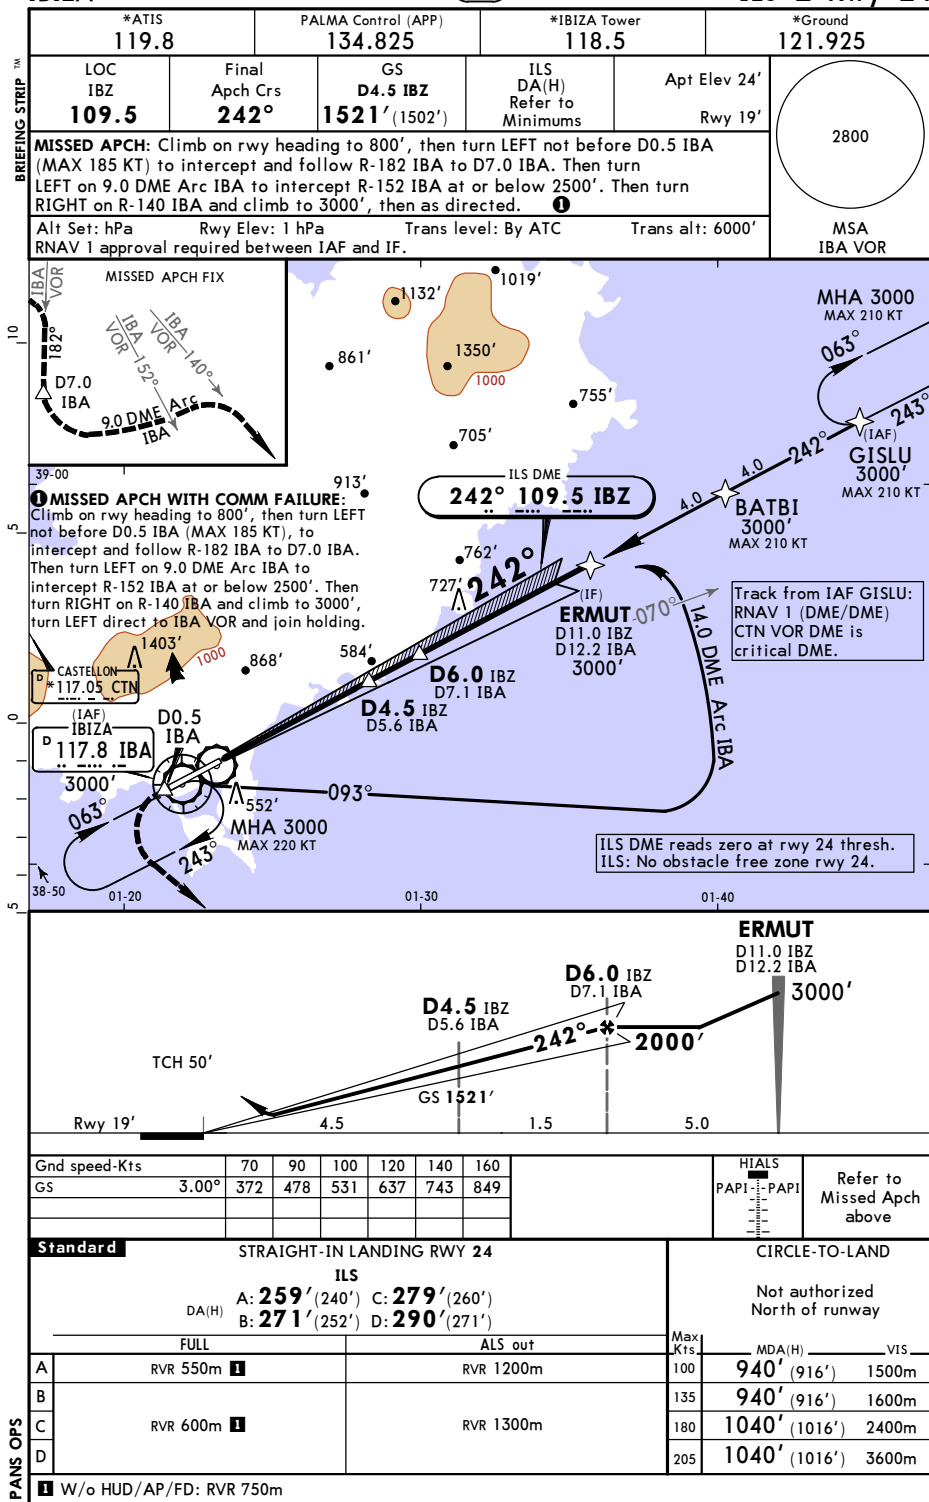 *ATIS
119.8
PALMA Control (APP)
134.825
*IBIZA Tower
118.5
*Ground
121.925
BRIEFING STRIP ™
LOC
IBZ
109.5
Final
Apch Crs
242°
GS
D4.5 IBZ
1521' (1502')
ILS
DA(H)
Refer to
Minimums
Apt Elev 24'
Rwy 19'
2800
MSA
IBA VOR
MISSED APCH: Climb on rwy heading to 800', then turn LEFT not before D0.5 IBA
(MAX 185 KT) to intercept and follow R-182 IBA to D7.0 IBA. Then turn
LEFT on 9.0 DME Arc IBA to intercept R-152 IBA at or below 2500'. Then turn
RIGHT on R-140 IBA and climb to 3000', then as directed. 1
Alt Set: hPa Rwy Elev: 1 hPa Trans level: By ATC Trans alt: 6000'
RNAV 1 approval required between IAF and IF.
MISSED APCH FIX
IBA
VOR
182°
D7.0
IBA
IBA
VOR
152°
IBA
VOR
140°
9.0 DME Arc
IBA
1132'
1019'
1350'
1000
861'
755'
705'
MHA 3000
MAX 210 KT
063°
243°
(IAF)
GISLU
3000'
MAX 210 KT
242°
4.0
4.0
BATBI
3000'
MAX 210 KT
10
39-00
913'
ILS DME
242° 109.5 IBZ
1 MISSED APCH WITH COMM FAILURE:
Climb on rwy heading to 800', then turn LEFT
not before D0.5 IBA (MAX 185 KT), to
intercept and follow R-182 IBA to D7.0 IBA.
Then turn LEFT on 9.0 DME Arc IBA to
intercept R-152 IBA at or below 2500'. Then
turn RIGHT on R-140 IBA and climb to 3000',
turn LEFT direct to IBA VOR and join holding.
5
762'
727'
242°
(IF)
ERMUT
D11.0 IBZ
D12.2 IBA
3000'
070°
14.0 DME Arc IBA
Track from IAF GISLU:
RNAV 1 (DME/DME)
CTN VOR DME is
critical DME.
1403'
1000
868'
584'
D6.0 IBZ
D7.1 IBA
D4.5 IBZ
D5.6 IBA
CASTELLON
D *117.05 CTN
0
(IAF)
IBIZA
D 117.8 IBA
3000'
D0.5
IBA
063°
243°
552'
MHA 3000
MAX 220 KT
093°
ILS DME reads zero at rwy 24 thresh.
ILS: No obstacle free zone rwy 24.
38-50
01-20
01-30
01-40
5
ERMUT
D11.0 IBZ
D12.2 IBA
3000'
D6.0 IBZ
D7.1 IBA
D4.5 IBZ
D5.6 IBA
242°
2000'
TCH 50'
GS 1521'
Rwy 19'
4.5
1.5
5.0
Gnd speed-Kts 70 90 100 120 140 160
GS 3.00° 372 478 531 637 743 849
HIALS
PAPI PAPI
Refer to
Missed Apch
above
Standard
STRAIGHT-IN LANDING RWY 24
ILS
DA(H)
A: 259' (240') C: 279' (260')
B: 271' (252') D: 290' (271')
FULL
ALS out
A RVR 550m 1 RVR 1200m
B
C RVR 600m 1 RVR 1300m
D
CIRCLE-TO-LAND
Not authorized
North of runway
Max
Kts MDA(H) VIS
100 940' (916') 1500m
135 940' (916') 1600m
180 1040' (1016') 2400m
205 1040' (1016') 3600m
PANS OPS
1 W/o HUD/AP/FD: RVR 750m